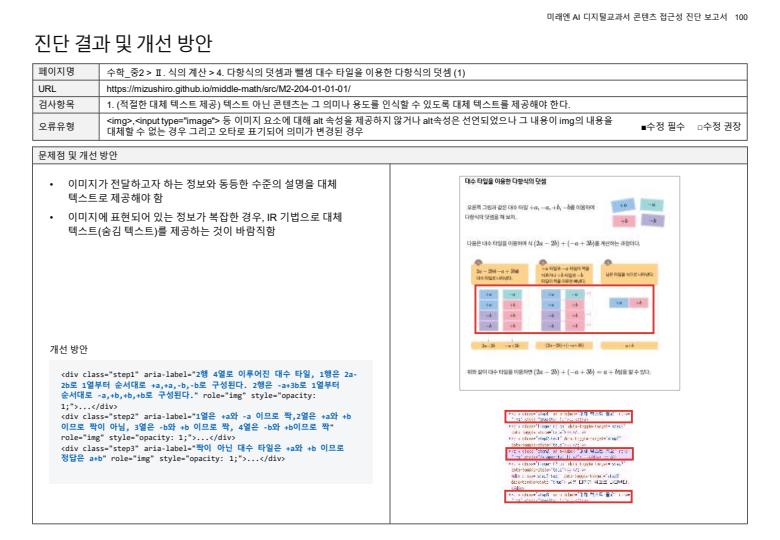 미래엔 AI 디지털교과서 콘텐츠 접근성 진단 보고서 100
진단 결과 및 개선 방안
페이지명 수학_중2 > Ⅱ. 식의 계산 > 4. 다항식의 덧셈과 뺄셈 대수 타일을 이용한 다항식의 덧셈 (1)
URL https://mizushiro.github.io/middle-math/src/M2-204-01-01-01/
검사항목 1. (적절한 대체 텍스트 제공) 텍스트 아닌 콘텐츠는 그 의미나 용도를 인식할 수 있도록 대체 텍스트를 제공해야 한다.
오류유형 <img>,<input type="image"> 등 이미지 요소에 대해 alt 속성을 제공하지 않거나 alt속성은 선언되었으나 그 내용이 img의 내용을
대체할 수 없는 경우 그리고 오타로 표기되어 의미가 변경된 경우
■수정 필수 □수정 권장
문제점 및 개선 방안
• 이미지가 전달하고자 하는 정보와 동등한 수준의 설명을 대체
텍스트로 제공해야 함
• 이미지에 표현되어 있는 정보가 복잡한 경우, IR 기법으로 대체
텍스트(숨김 텍스트)를 제공하는 것이 바람직함
개선 방안
<div class="step1" aria-label="2행 4열로 이루어진 대수 타일, 1행은 2a-
2b로 1열부터 순서대로 +a,+a,-b,-b로 구성된다. 2행은 -a+3b로 1열부터
순서대로 -a,+b,+b,+b로 구성된다." role="img" style="opacity:
1;">...</div>
<div class="step2" aria-label="1열은 +a와 -a 이므로 짝,2열은 +a와 +b
이므로 짝이 아님, 3열은 -b와 +b 이므로 짝, 4열은 -b와 +b이므로 짝"
role="img" style="opacity: 1;">...</div>
<div class="step3" aria-label="짝이 아닌 대수 타일은 +a와 +b 이므로
정답은 a+b" role="img" style="opacity: 1;">...</div>
대수 타일을 이용한 다항식의 덧셈
오른쪽 그림과 같은 대수 타일 +a, −a, +b, −b를 이용하여
다항식의 덧셈을 해 보자.
+a −a
+b −b
다음은 대수 타일을 이용하여 식 (2a − 2b) + (−a + 3b)를 계산하는 과정이다.
대수 타일로 나타낸다.
남은 타일을 식으로 나타낸다.
2a−2b −a+3b
(2a−2b)+(−a+3b)
a+b
위와 같이 대수 타일을 이용하면 (2a − 2b) + (−a + 3b) = a + b임을 알 수 있다.